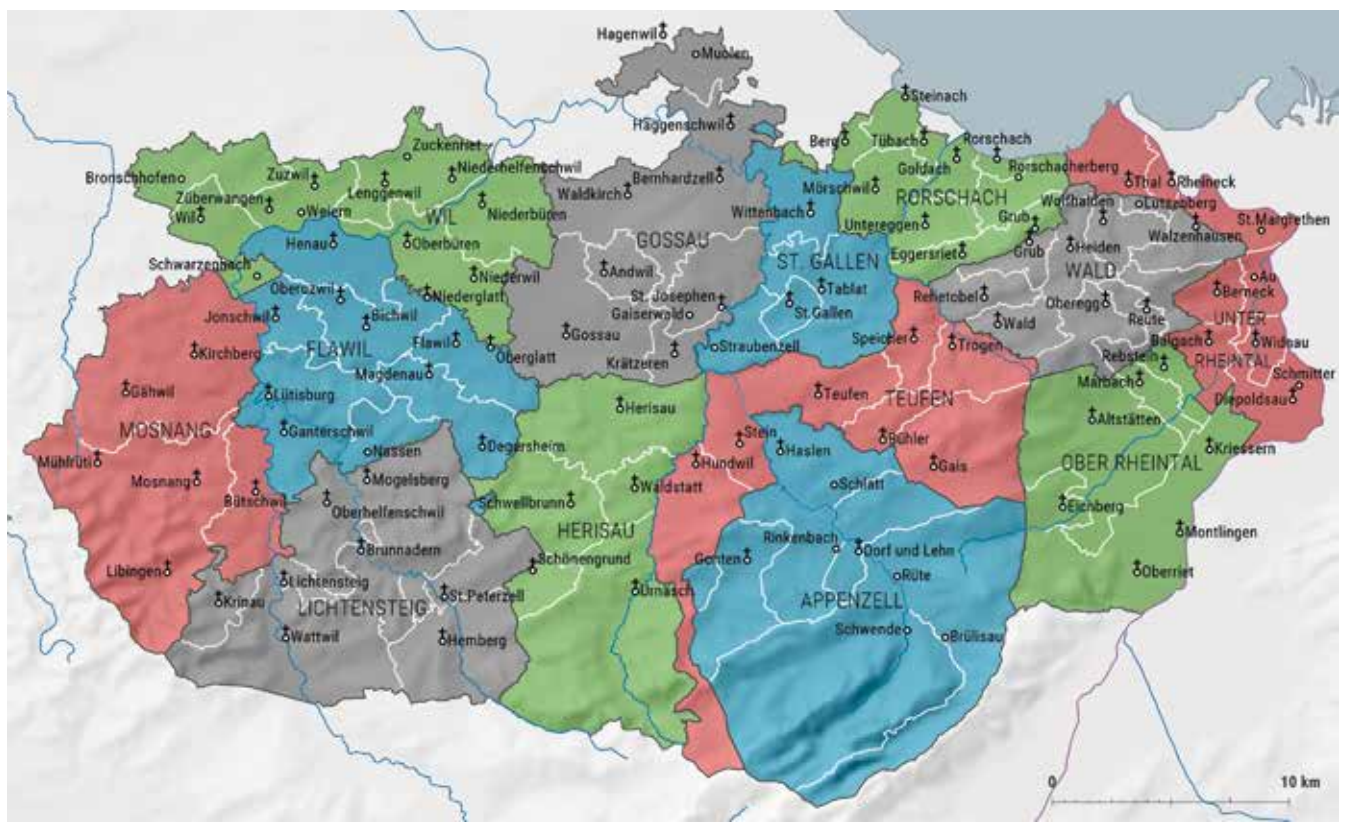 Hagenwil
Muolen
Steinach
Häggenschwil
Berg
Tübach
Rorschach
Zuckenriet
Goldach
Rorschacherberg
Bronschhofen
Zuzwil
Niederhelfenschwil
Lenggenwil
Waldkirch
Bernhardzell
Mörschwil
RORSCHACH
Thal
Rheineck
Züberwangen
Wil
Weiern
WIL
Niederbüren
Wittenbach
Untereggen
Grub
Wolfhalden
Lutzenberg
St.Margrethen
Walzenhausen
Henau
Oberbüren
GOSSAU
Eggersriet
Grub
Heiden
ST. GALLEN
WALD
Schwarzenbach
Niederwil
Andwil
Au
Oberozwil
Niederglatt
St. Josephen
Tablat
Rehetobel
Oberegg
Berneck
Jonschwil
Bichwil
Gaiserwald
St.Gallen
Wald
Reute
UNTER
Flawil
Gossau
Speicher
Balgach
Widnau
FLAWIL
Oberglatt
Straubenzell
Trogen
Kirchberg
Krätzeren
Rebstein
RHEINTAL
Magdenau
Marbach
Schmitter
Gähwil
Lütisburg
Teufen
TEUFEN
Diepoldsau
Herisau
Altstätten
MOSNANG
Ganterschwil
Stein
Bühler
Nassen
Degersheim
Haslen
Kriessern
Mühlrüti
Hundwil
Gais
OBER RHEINTAL
Mosnang
Mogelsberg
Waldstatt
Schlatt
Bütschwil
Schwellbrunn
Oberhelfenschwil
Eichberg
HERISAU
Montlingen
Rinkenbach
Brunnadern
Schönengrund
Gonten
Dorf und Lehn
Libingen
Lichtensteig
Rüte
Oberriet
Krinau
St.Peterzell
Urnäsch
LICHTENSTEIG
APPENZELL
Wattwil
Hemberg
Schwende
Brülisau
0
10 km